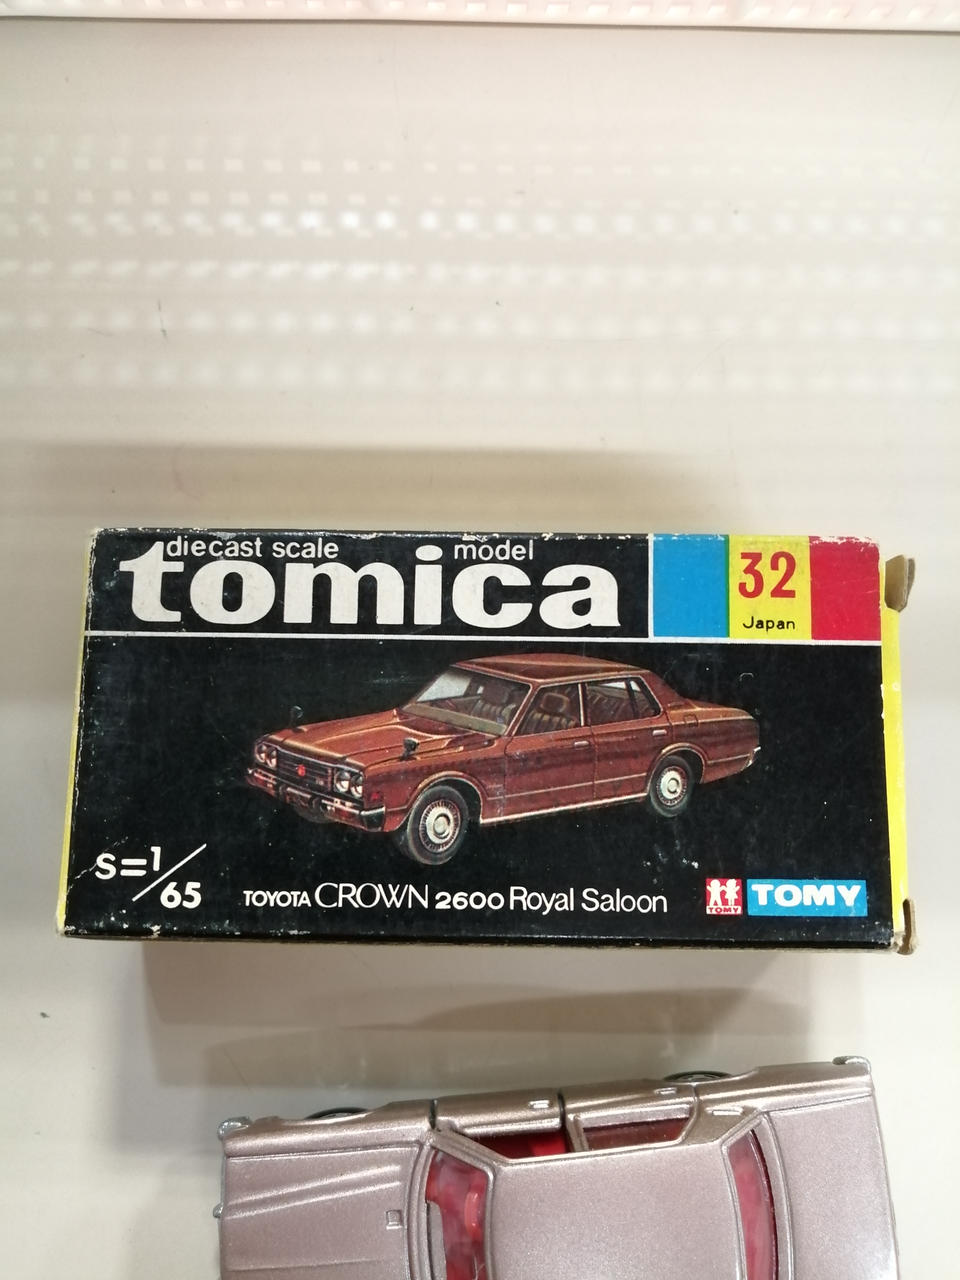 diecast scale model
tomica
32
Japan
S=1/65
TOYOTA CROWN 2600 Royal Saloon
TOMY
TOMY